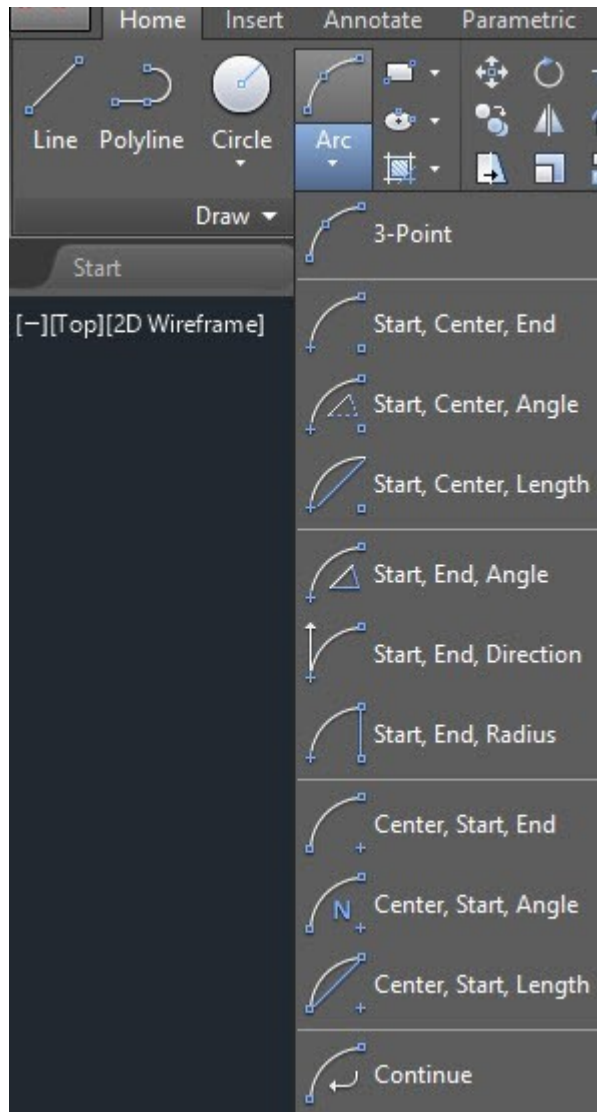 Home Insert Annotate Parametric
Line Polyline Circle Arc
Draw
Start
[−][Top][2D Wireframe]
3-Point
Start, Center, End
Start, Center, Angle
Start, Center, Length
Start, End, Angle
Start, End, Direction
Start, End, Radius
Center, Start, End
N
Center, Start, Angle
Center, Start, Length
Continue